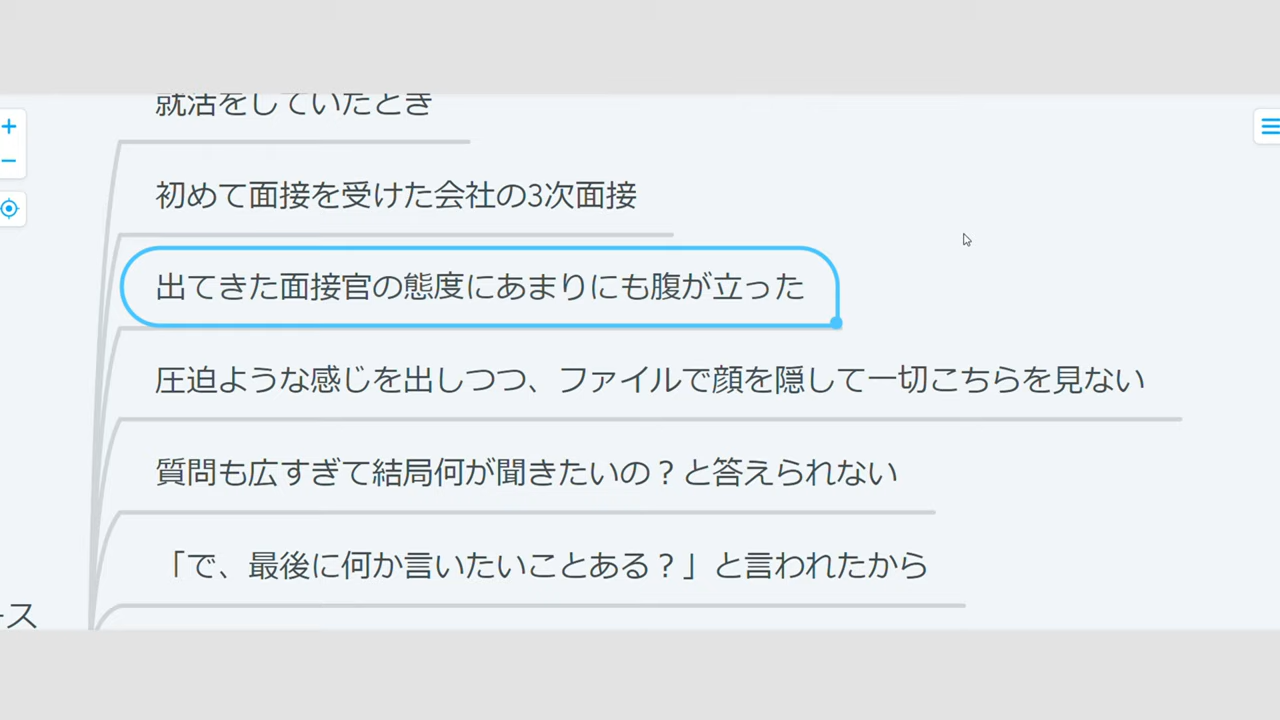 就活をしていたとき
初めて面接を受けた会社の3次面接
出てきた面接官の態度にあまりにも腹が立った
圧迫ような感じを出しつつ、ファイルで顔を隠して一切こちらを見ない
質問も広すぎて結局何が聞きたいの？と答えられない
「で、最後に何か言いたいことある？」と言われたから
ース